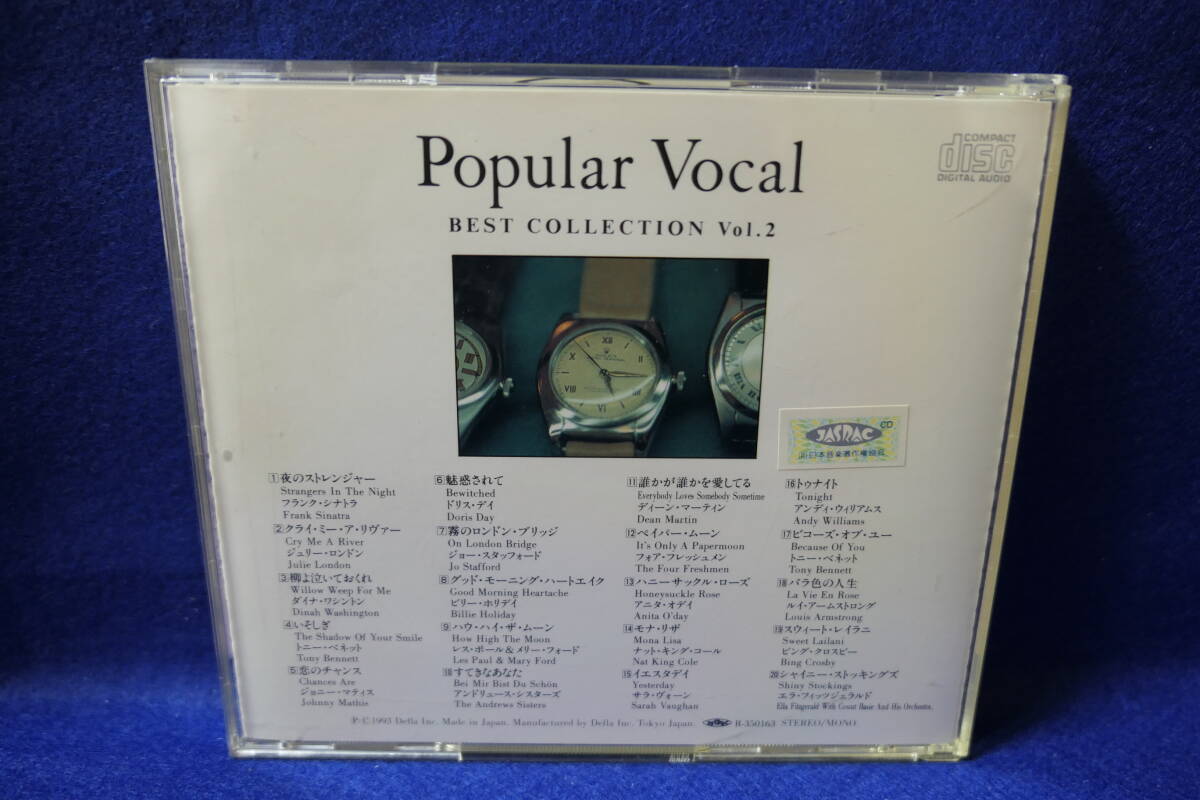 Popular Vocal
BEST COLLECTION Vol.2
COMPACT
disc
DIGITAL AUDIO
XII
II
VI
VIII
X
JASRAC
CD
1 夜のストレンジャー
Strangers In The Night
フランク・シナトラ
Frank Sinatra
2 クライ・ミー・ア・リヴァー
Cry Me A River
ジュリー・ロンドン
Julie London
3 柳よ泣いておくれ
Willow Weep For Me
ダイナ・ワシントン
Dinah Washington
4 いそしぎ
The Shadow Of Your Smile
トニー・ベネット
Tony Bennett
5 恋のチャンス
Chances Are
ジョニー・マティス
Johnny Mathis
6 魅惑されて
Bewitched
ドリス・デイ
Doris Day
7 霧のロンドン・ブリッジ
On London Bridge
ジョー・スタッフォード
Jo Stafford
8 グッド・モーニング・ハートエイク
Good Morning Heartache
ビリー・ホリデイ
Billie Holiday
9 ハウ・ハイ・ザ・ムーン
How High The Moon
レス・ポール&メリー・フォード
Les Paul & Mary Ford
10 すてきなあなた
Bei Mir Bist Du Schön
アンドリュース・シスターズ
The Andrews Sisters
11 誰かが誰かを愛してる
Everybody Loves Somebody Sometime
ディーン・マーティン
Dean Martin
12 ペイパー・ムーン
It's Only A Papermoon
フォア・フレッシュメン
The Four Freshmen
13 ハニーサックル・ローズ
Honeysuckle Rose
アニタ・オデイ
Anita O'day
14 モナ・リザ
Mona Lisa
ナット・キング・コール
Nat King Cole
15 イエスタデイ
Yesterday
サラ・ヴォーン
Sarah Vaughan
16 トゥナイト
Tonight
アンディ・ウィリアムス
Andy Williams
17 ビコーズ・オブ・ユー
Because Of You
トニー・ベネット
Tony Bennett
18 バラ色の人生
La Vie En Rose
ルイ・アームストロング
Louis Armstrong
19 スウィート・レイラニ
Sweet Lailani
ビング・クロスビー
Bing Crosby
20 シャイニー・ストッキングズ
Shiny Stockings
エラ・フィッツジェラルド
Ella Fitzgerald With Count Basie And His Orchestra.
P.C.1993 Della Inc. Made in Japan. Manufactured by Della Inc. Tokyo Japan. R-350163 STEREO/MONO